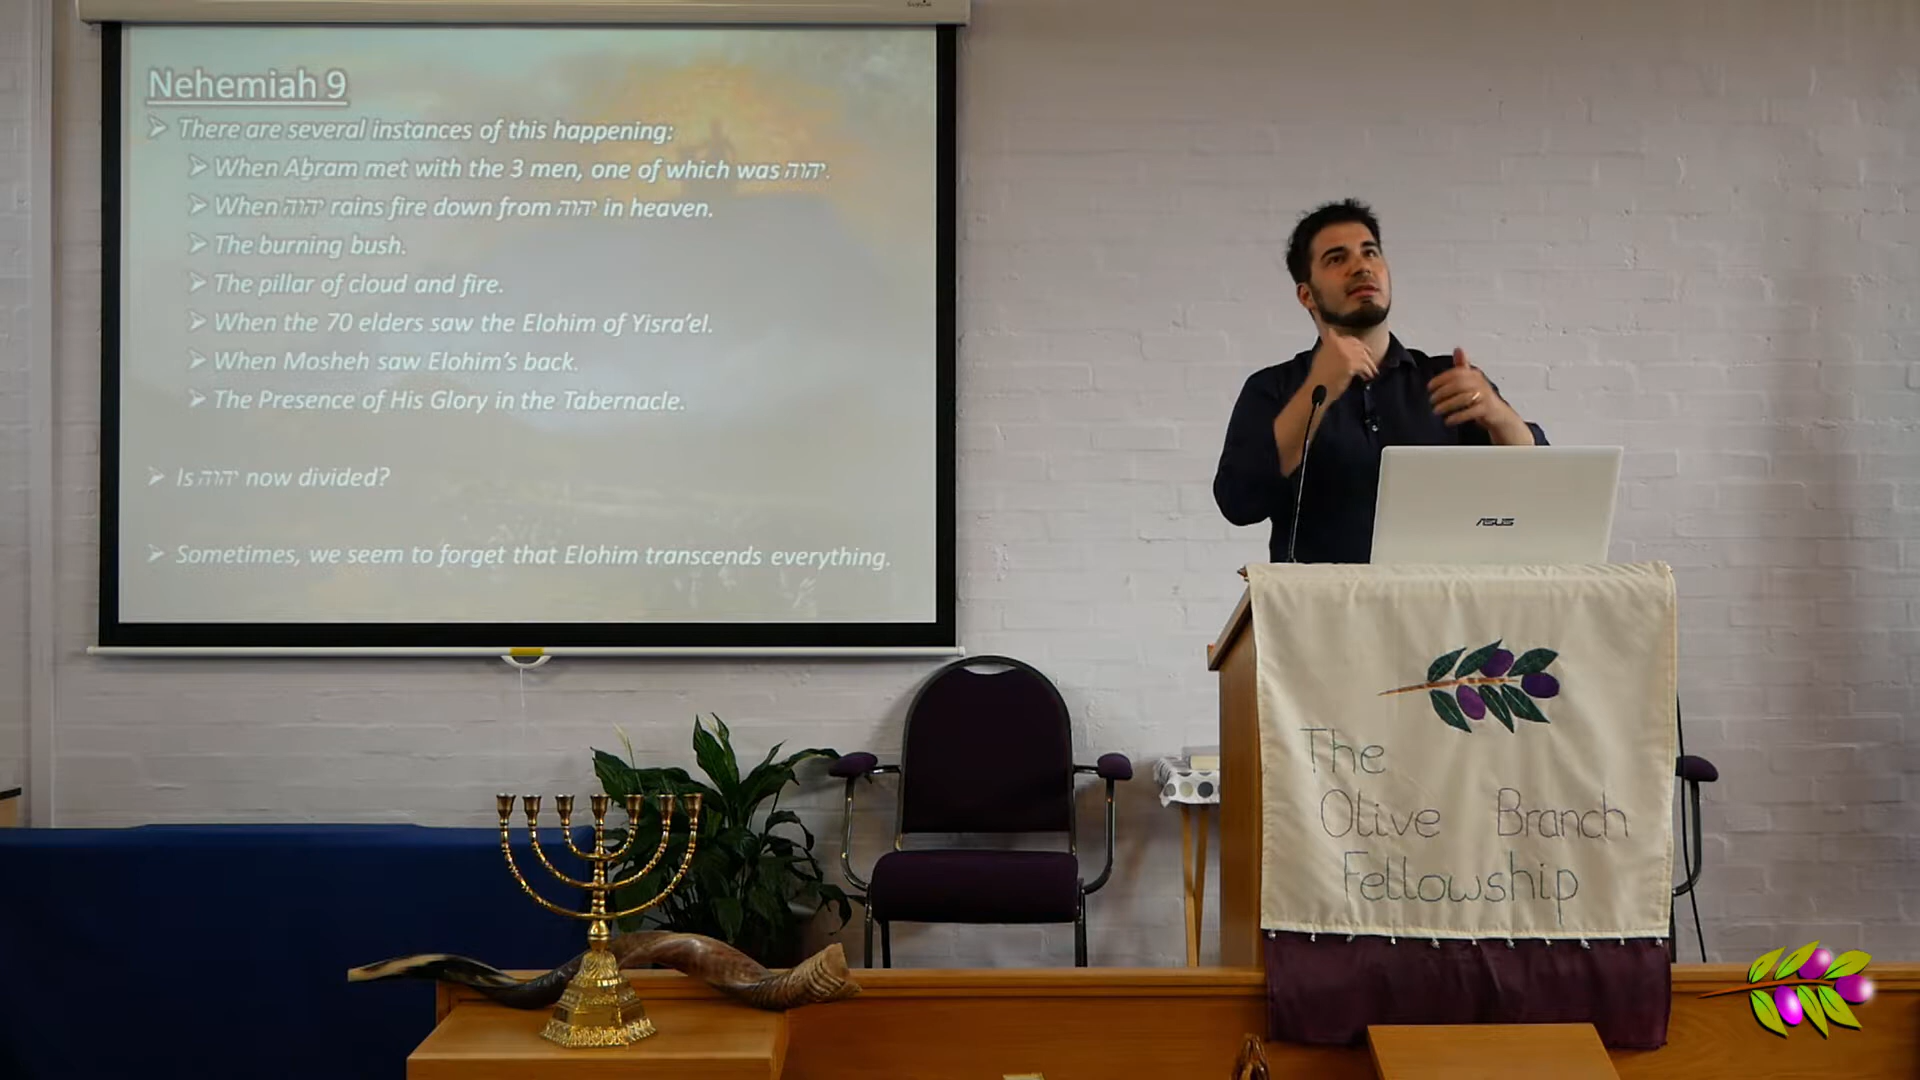 Nehemiah 9
➢ There are several instances of this happening:
➢ When Abram met with the 3 men, one of which was יהוה.
➢ When יהוה rains fire down from יהוה in heaven.
➢ The burning bush.
➢ The pillar of cloud and fire.
➢ When the 70 elders saw the Elohim of Yisra’el.
➢ When Mosheh saw Elohim’s back.
➢ The Presence of His Glory in the Tabernacle.
➢ Is יהוה now divided?
➢ Sometimes, we seem to forget that Elohim transcends everything.
ASUS
The
Olive Branch
Fellowship